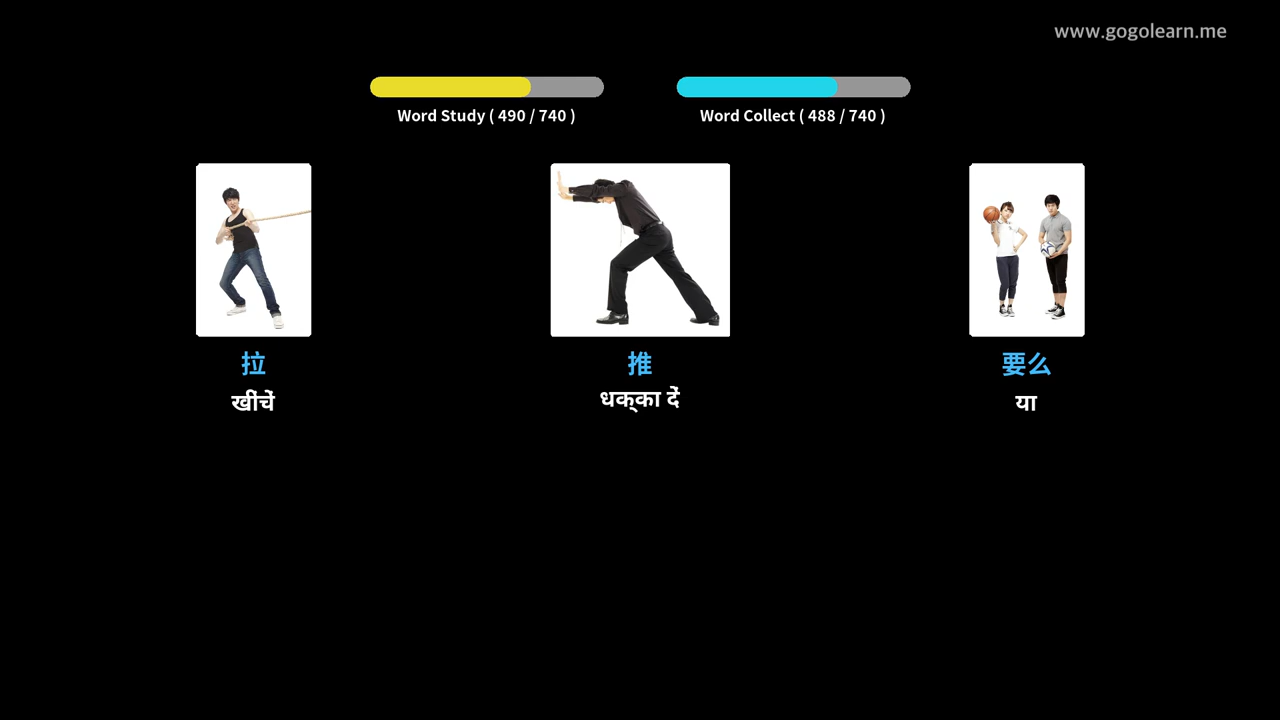 www.gogolearn.me
Word Study ( 490 / 740 )
Word Collect ( 488 / 740 )
拉
推
要么
खींचें
धक्का दें
या